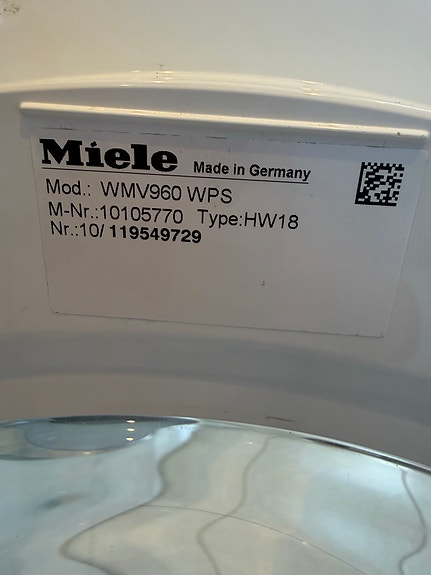 Miele Made in Germany
Mod.: WMV960 WPS
M-Nr.:10105770 Type:HW18
Nr.:10/ 119549729